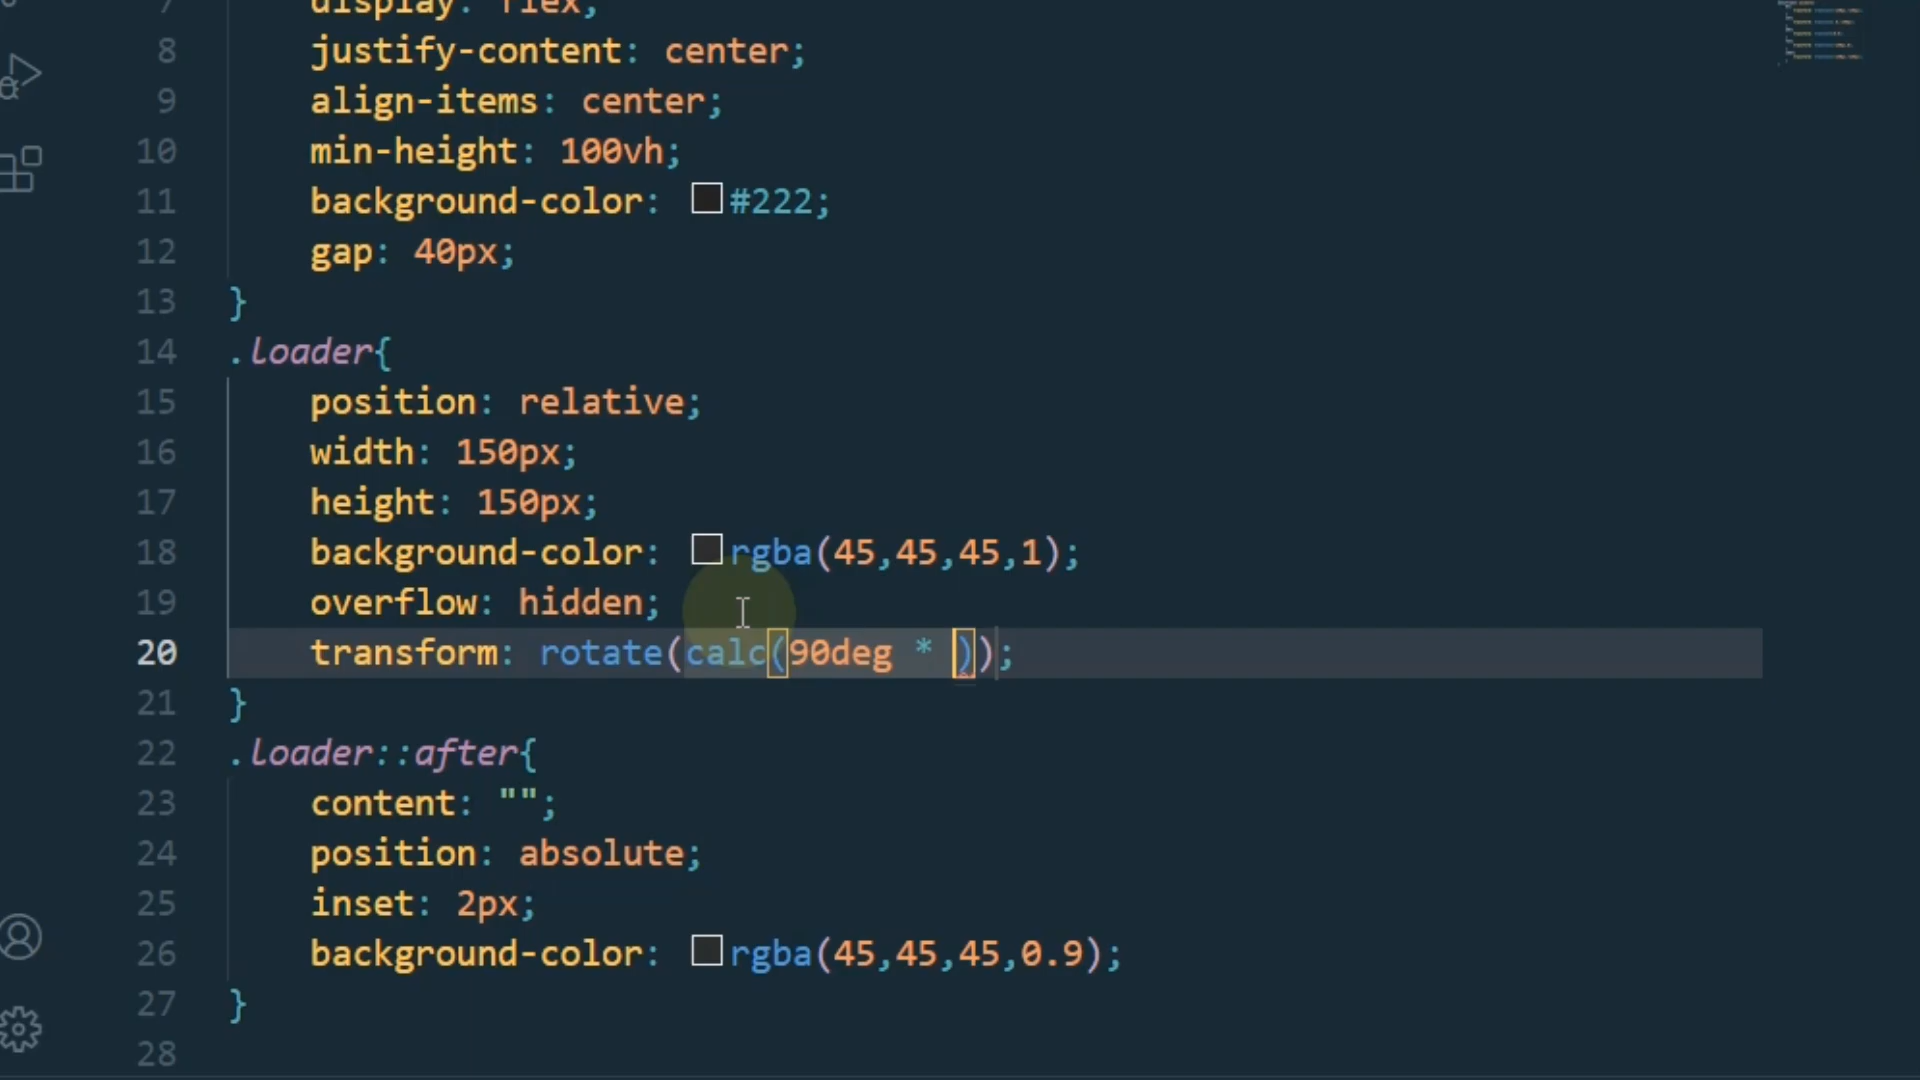 7 display: flex;
8 justify-content: center;
9 align-items: center;
10 min-height: 100vh;
11 background-color: #222;
12 gap: 40px;
13 }
14 .loader{
15 position: relative;
16 width: 150px;
17 height: 150px;
18 background-color: rgba(45,45,45,1);
19 overflow: hidden;
20 transform: rotate(calc(90deg * ));
21 }
22 .loader::after{
23 content: "";
24 position: absolute;
25 inset: 2px;
26 background-color: rgba(45,45,45,0.9);
27 }
28